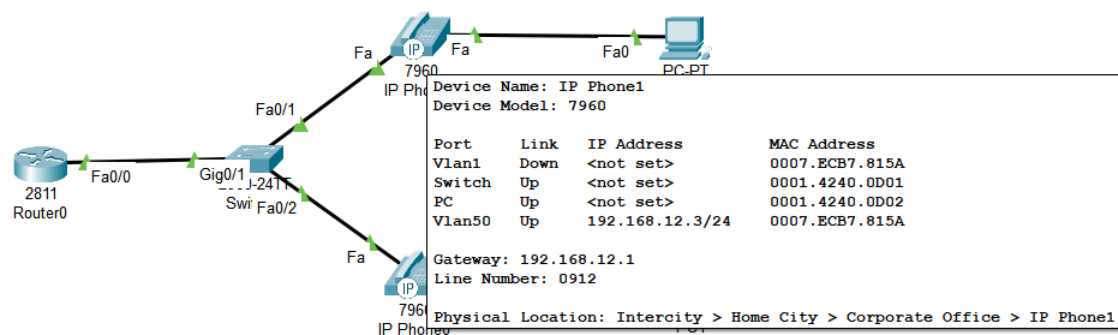 Fa
IP
Fa
Fa0
7960
PC-PT
IP Pho
Device Name: IP Phone1
Device Model: 7960
Port Link IP Address MAC Address
Vlan1 Down <not set> 0007.ECB7.815A
Switch Up <not set> 0001.4240.0D01
PC Up <not set> 0001.4240.0D02
Vlan50 Up 192.168.12.3/24 0007.ECB7.815A
Gateway: 192.168.12.1
Line Number: 0912
Physical Location: Intercity > Home City > Corporate Office > IP Phone1
Fa0/1
Fa0/0
Gig0/1
2811
Router0
Swi
Fa0/2
Fa
IP
796